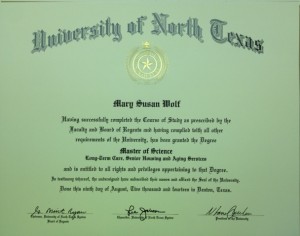 University of North Texas
Mary Susan Wolf
Having successfully completed the Course of Study as prescribed by the
Faculty and Board of Regents and having complied with all other
requirements of the University, has been granted the Degree
Master of Science
Long-Term Care, Senior Housing and Aging Services
and is entitled to all rights and privileges appertaining to that Degree.
In testimony whereof, the undersigned have subscribed their names and affixed the Seal of the University.
Done this sixth day of August, Two thousand and fourteen in Denton, Texas.